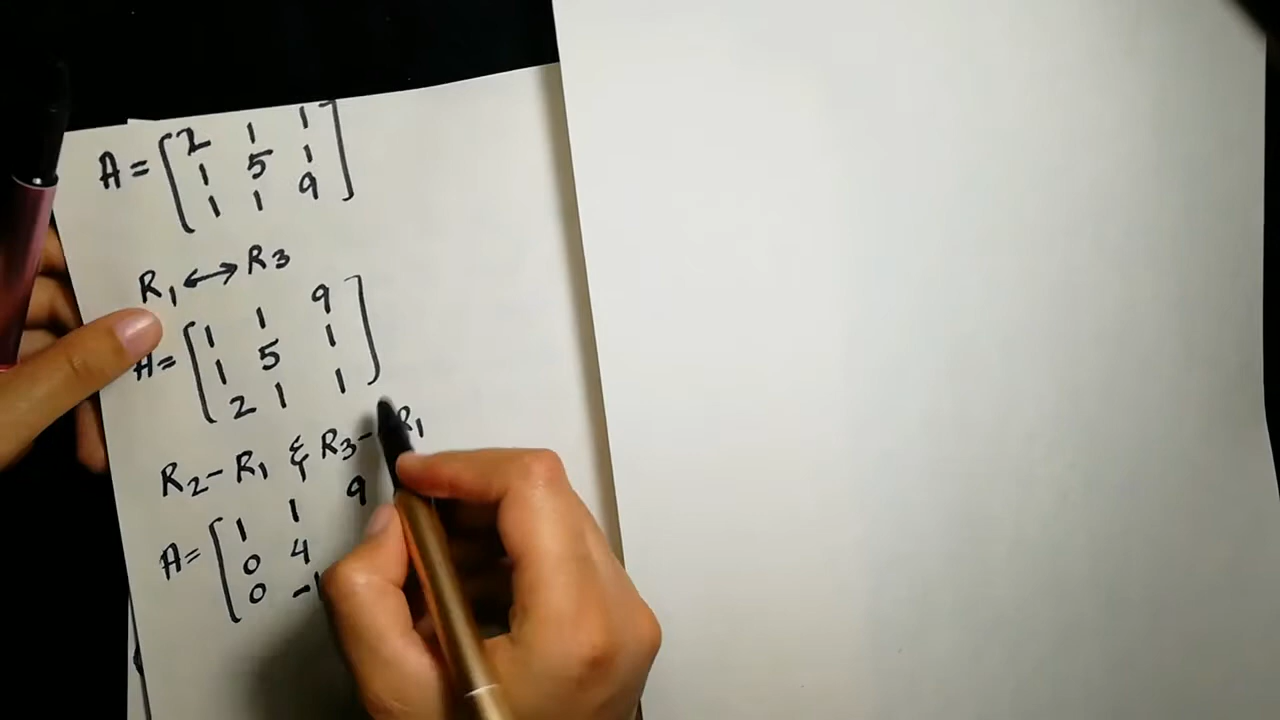 A = [ 2 1 1
1 5 1
1 1 9 ]
R₁ ↔ R₃
A = [ 1 1 9
1 5 1
2 1 1 ]
R₂ - R₁ & R₃ - R₁
A = [ 1 1 9
0 4
0 -1